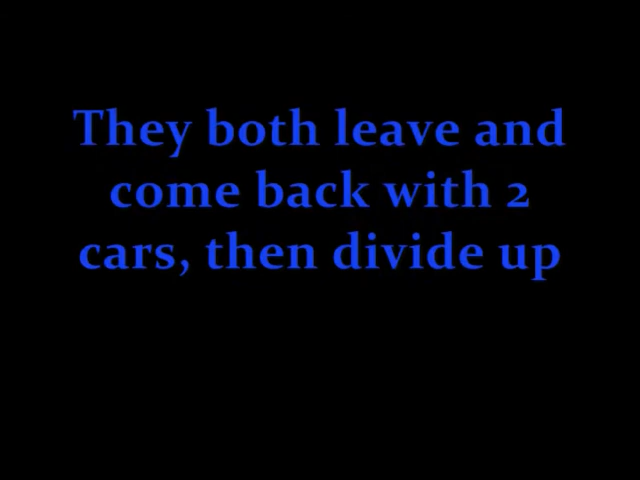 They both leave and
come back with 2
cars, then divide up